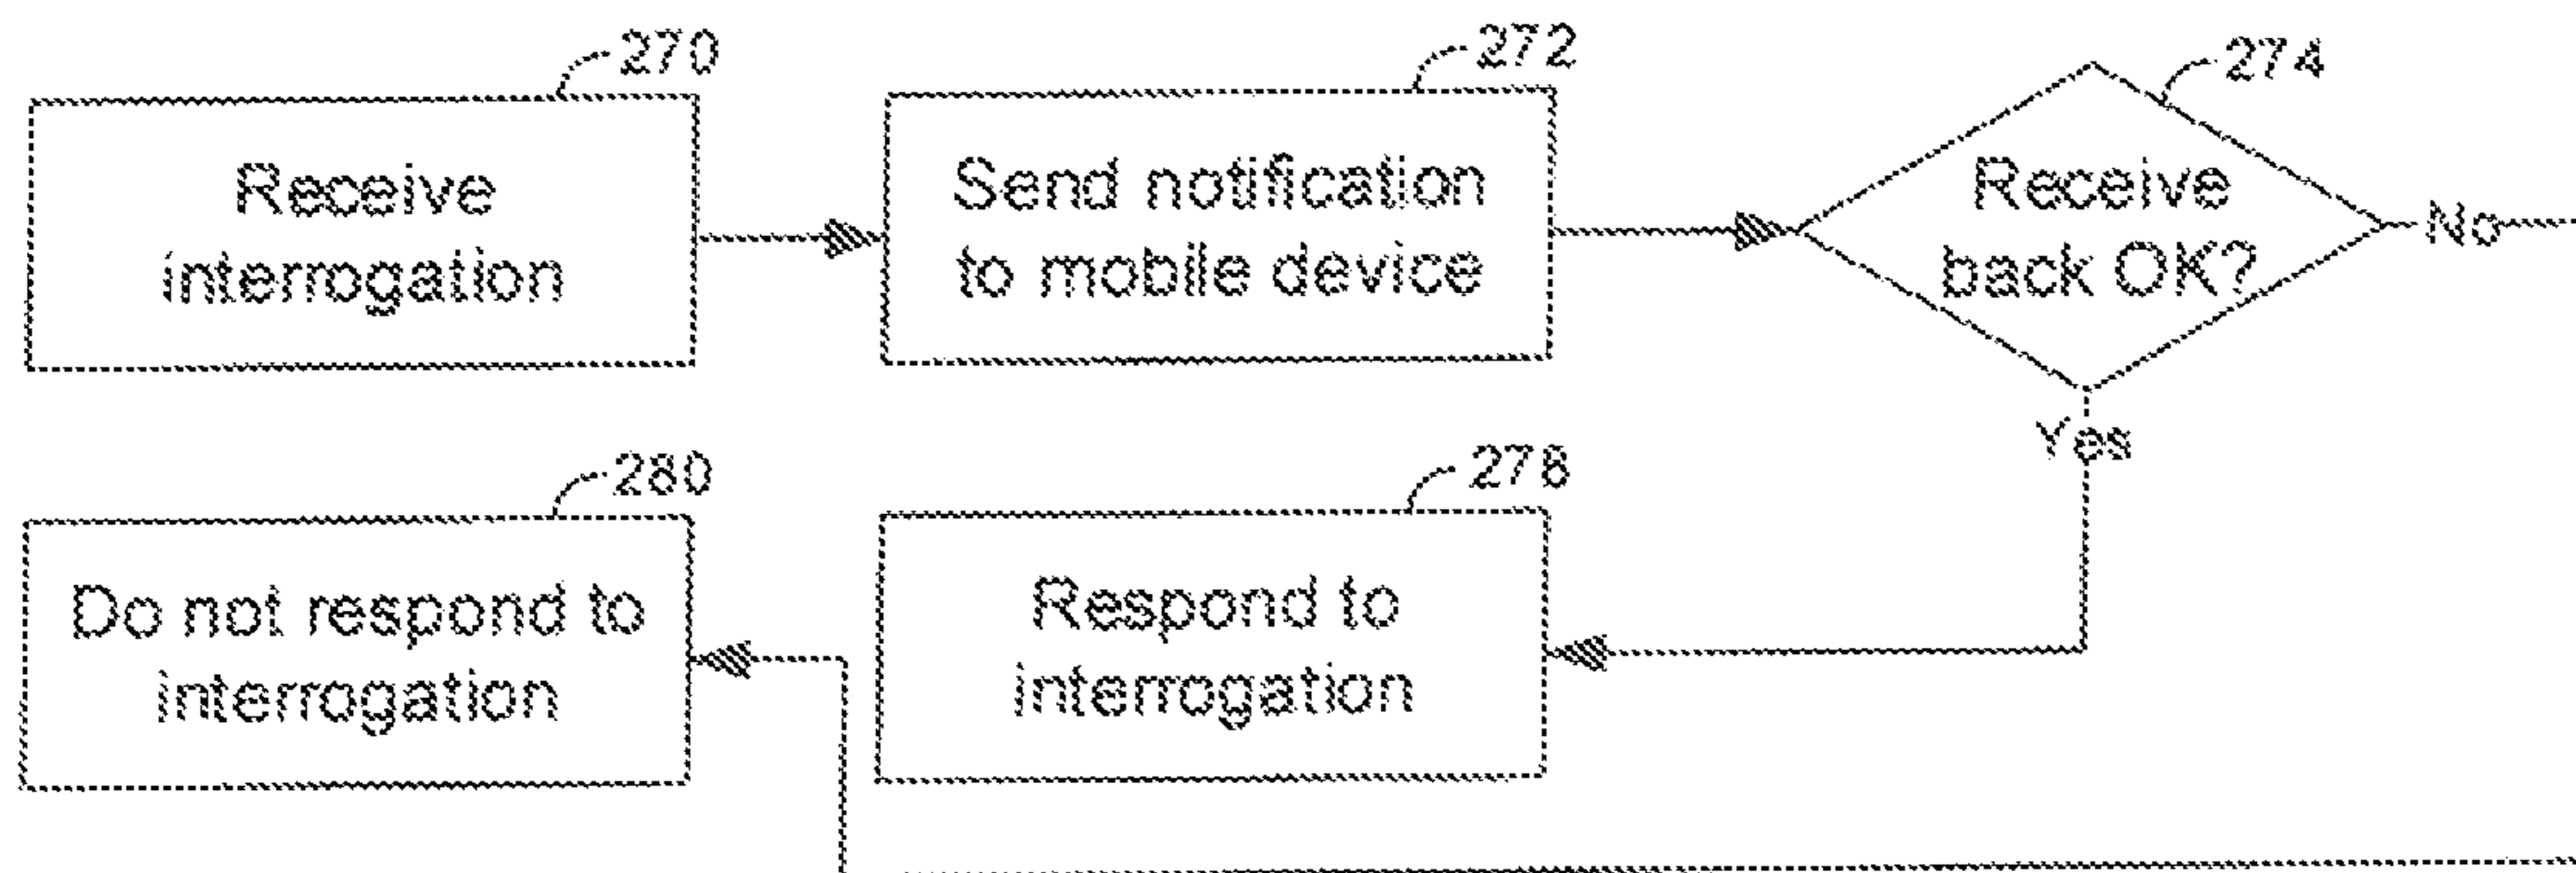 270
Receive
interrogation
272
Send notification
to mobile device
274
Receive
back OK?
No
Yes
280
Do not respond to
interrogation
278
Respond to
interrogation